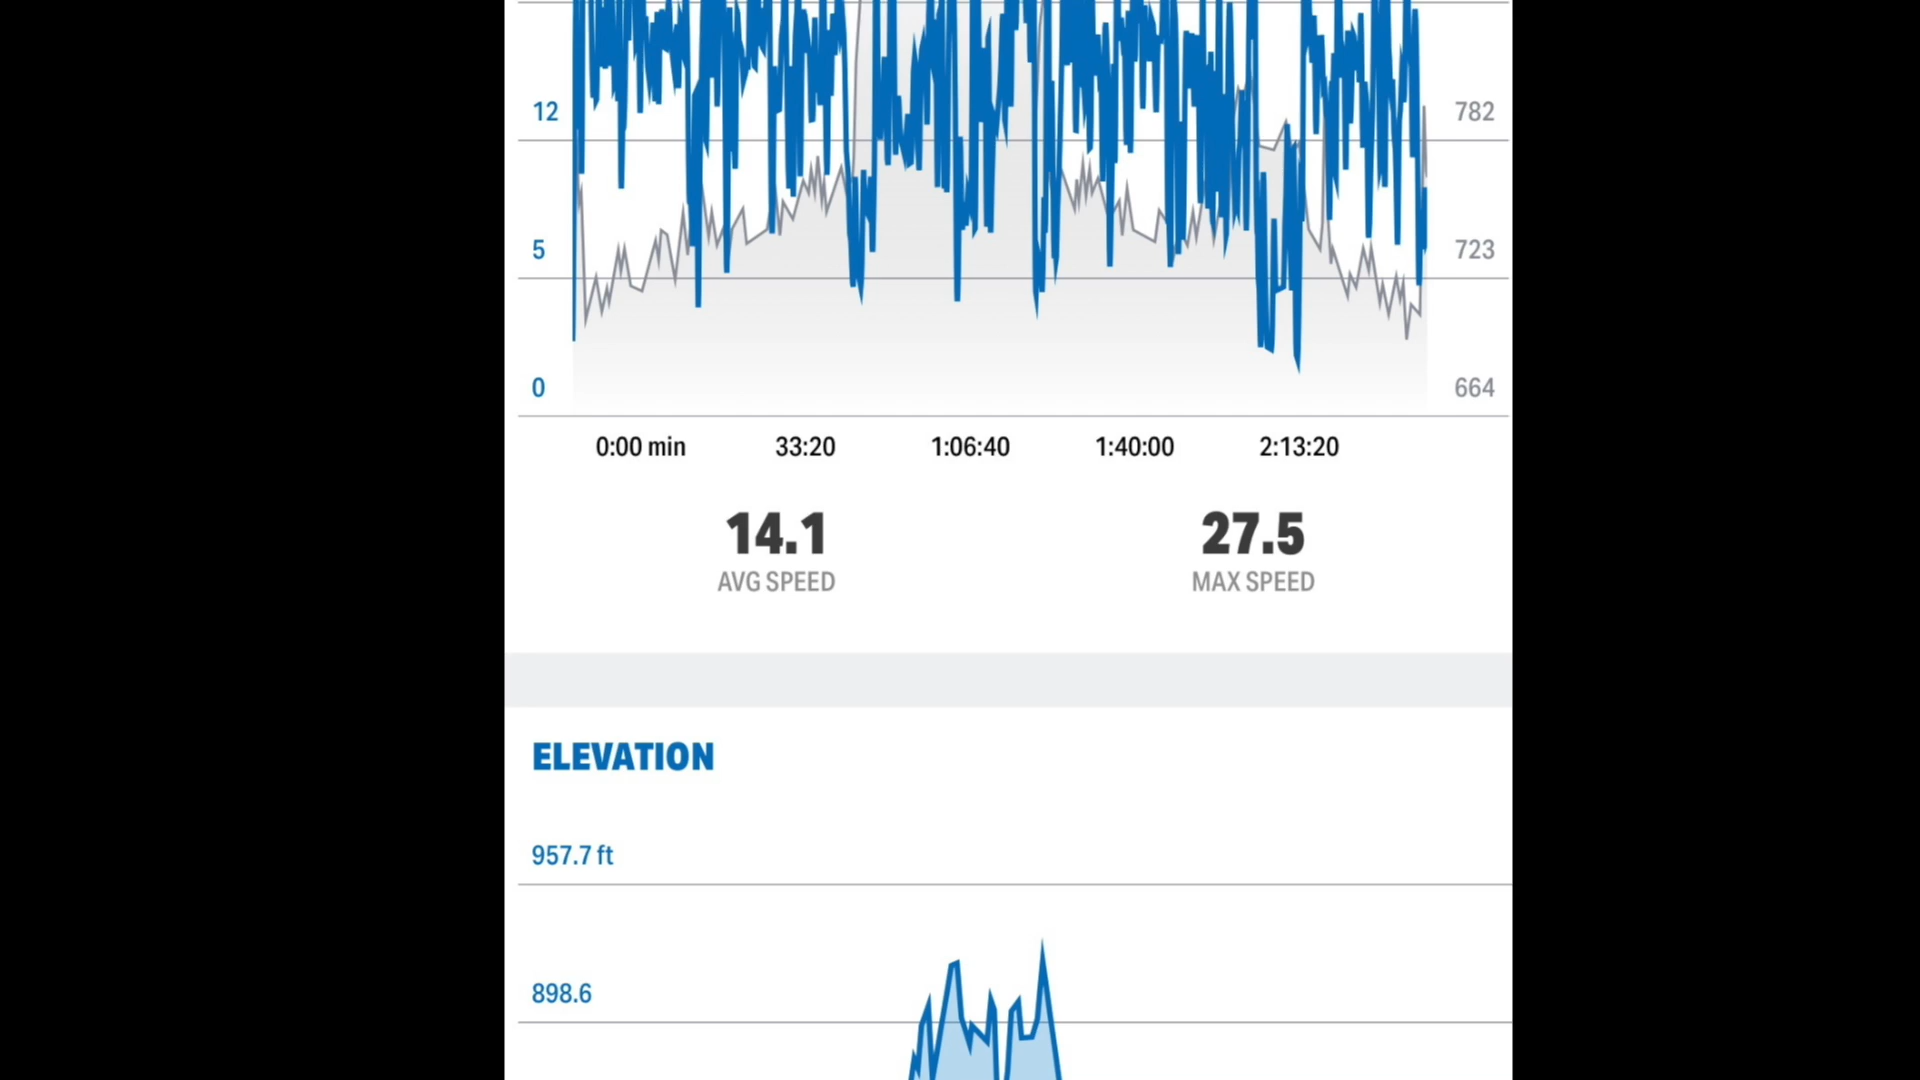 12 782
5 723
0 664
0:00 min 33:20 1:06:40 1:40:00 2:13:20
14.1 27.5
AVG SPEED MAX SPEED
ELEVATION
957.7 ft
898.6